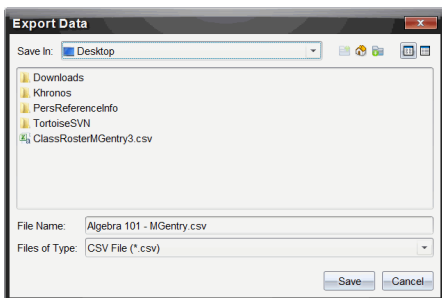 Export Data
Save In: Desktop
Downloads
Khronos
PersReferenceInfo
TortoiseSVN
ClassRosterMGentry3.csv
File Name: Algebra 101 - MGentry.csv
Files of Type: CSV File (*.csv)
Save Cancel